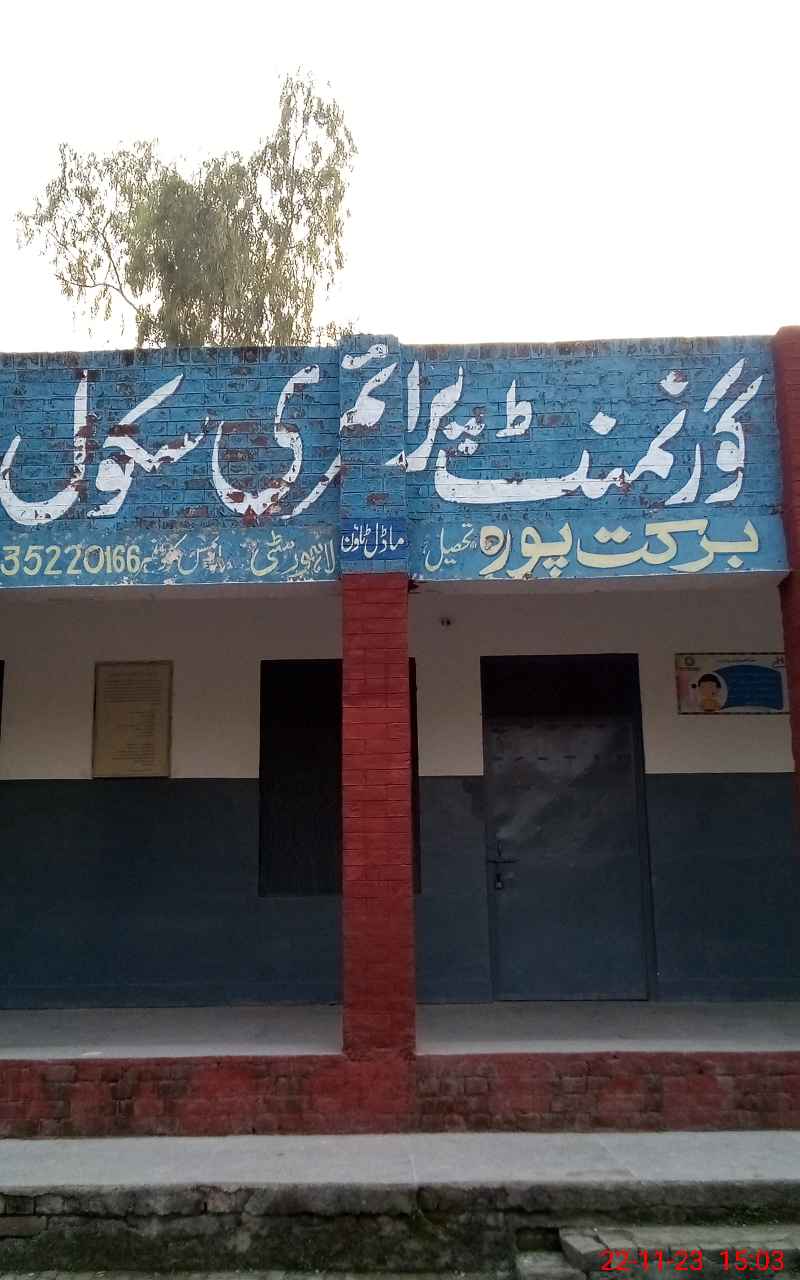 گورنمنٹ پرائمری سکول
برکت پورہ تحصیل ماڈل ٹاؤن لاہور سٹی 35220166
22-11-23 15:03